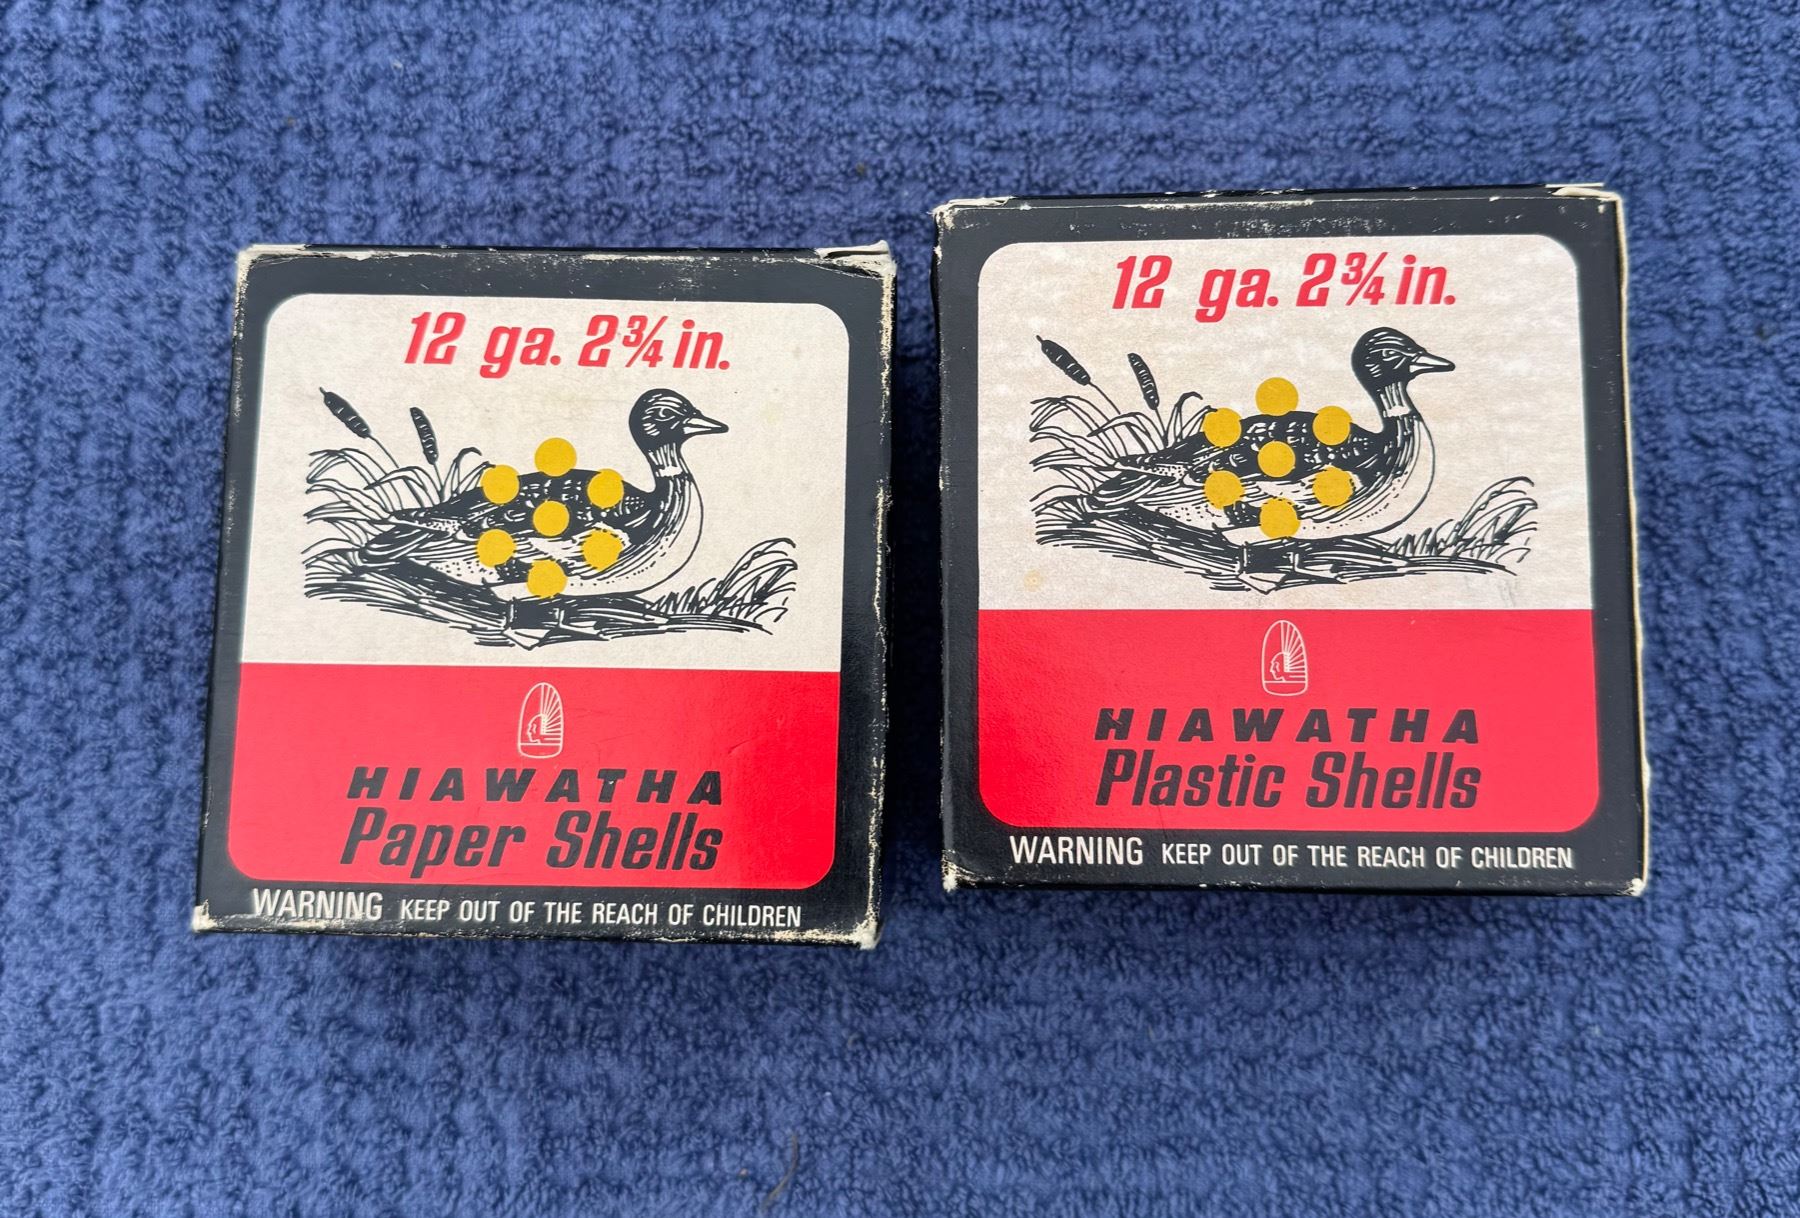 12 ga. 2¾ in.
HIAWATHA
Paper Shells
WARNING KEEP OUT OF THE REACH OF CHILDREN
12 ga. 2¾ in.
HIAWATHA
Plastic Shells
WARNING KEEP OUT OF THE REACH OF CHILDREN